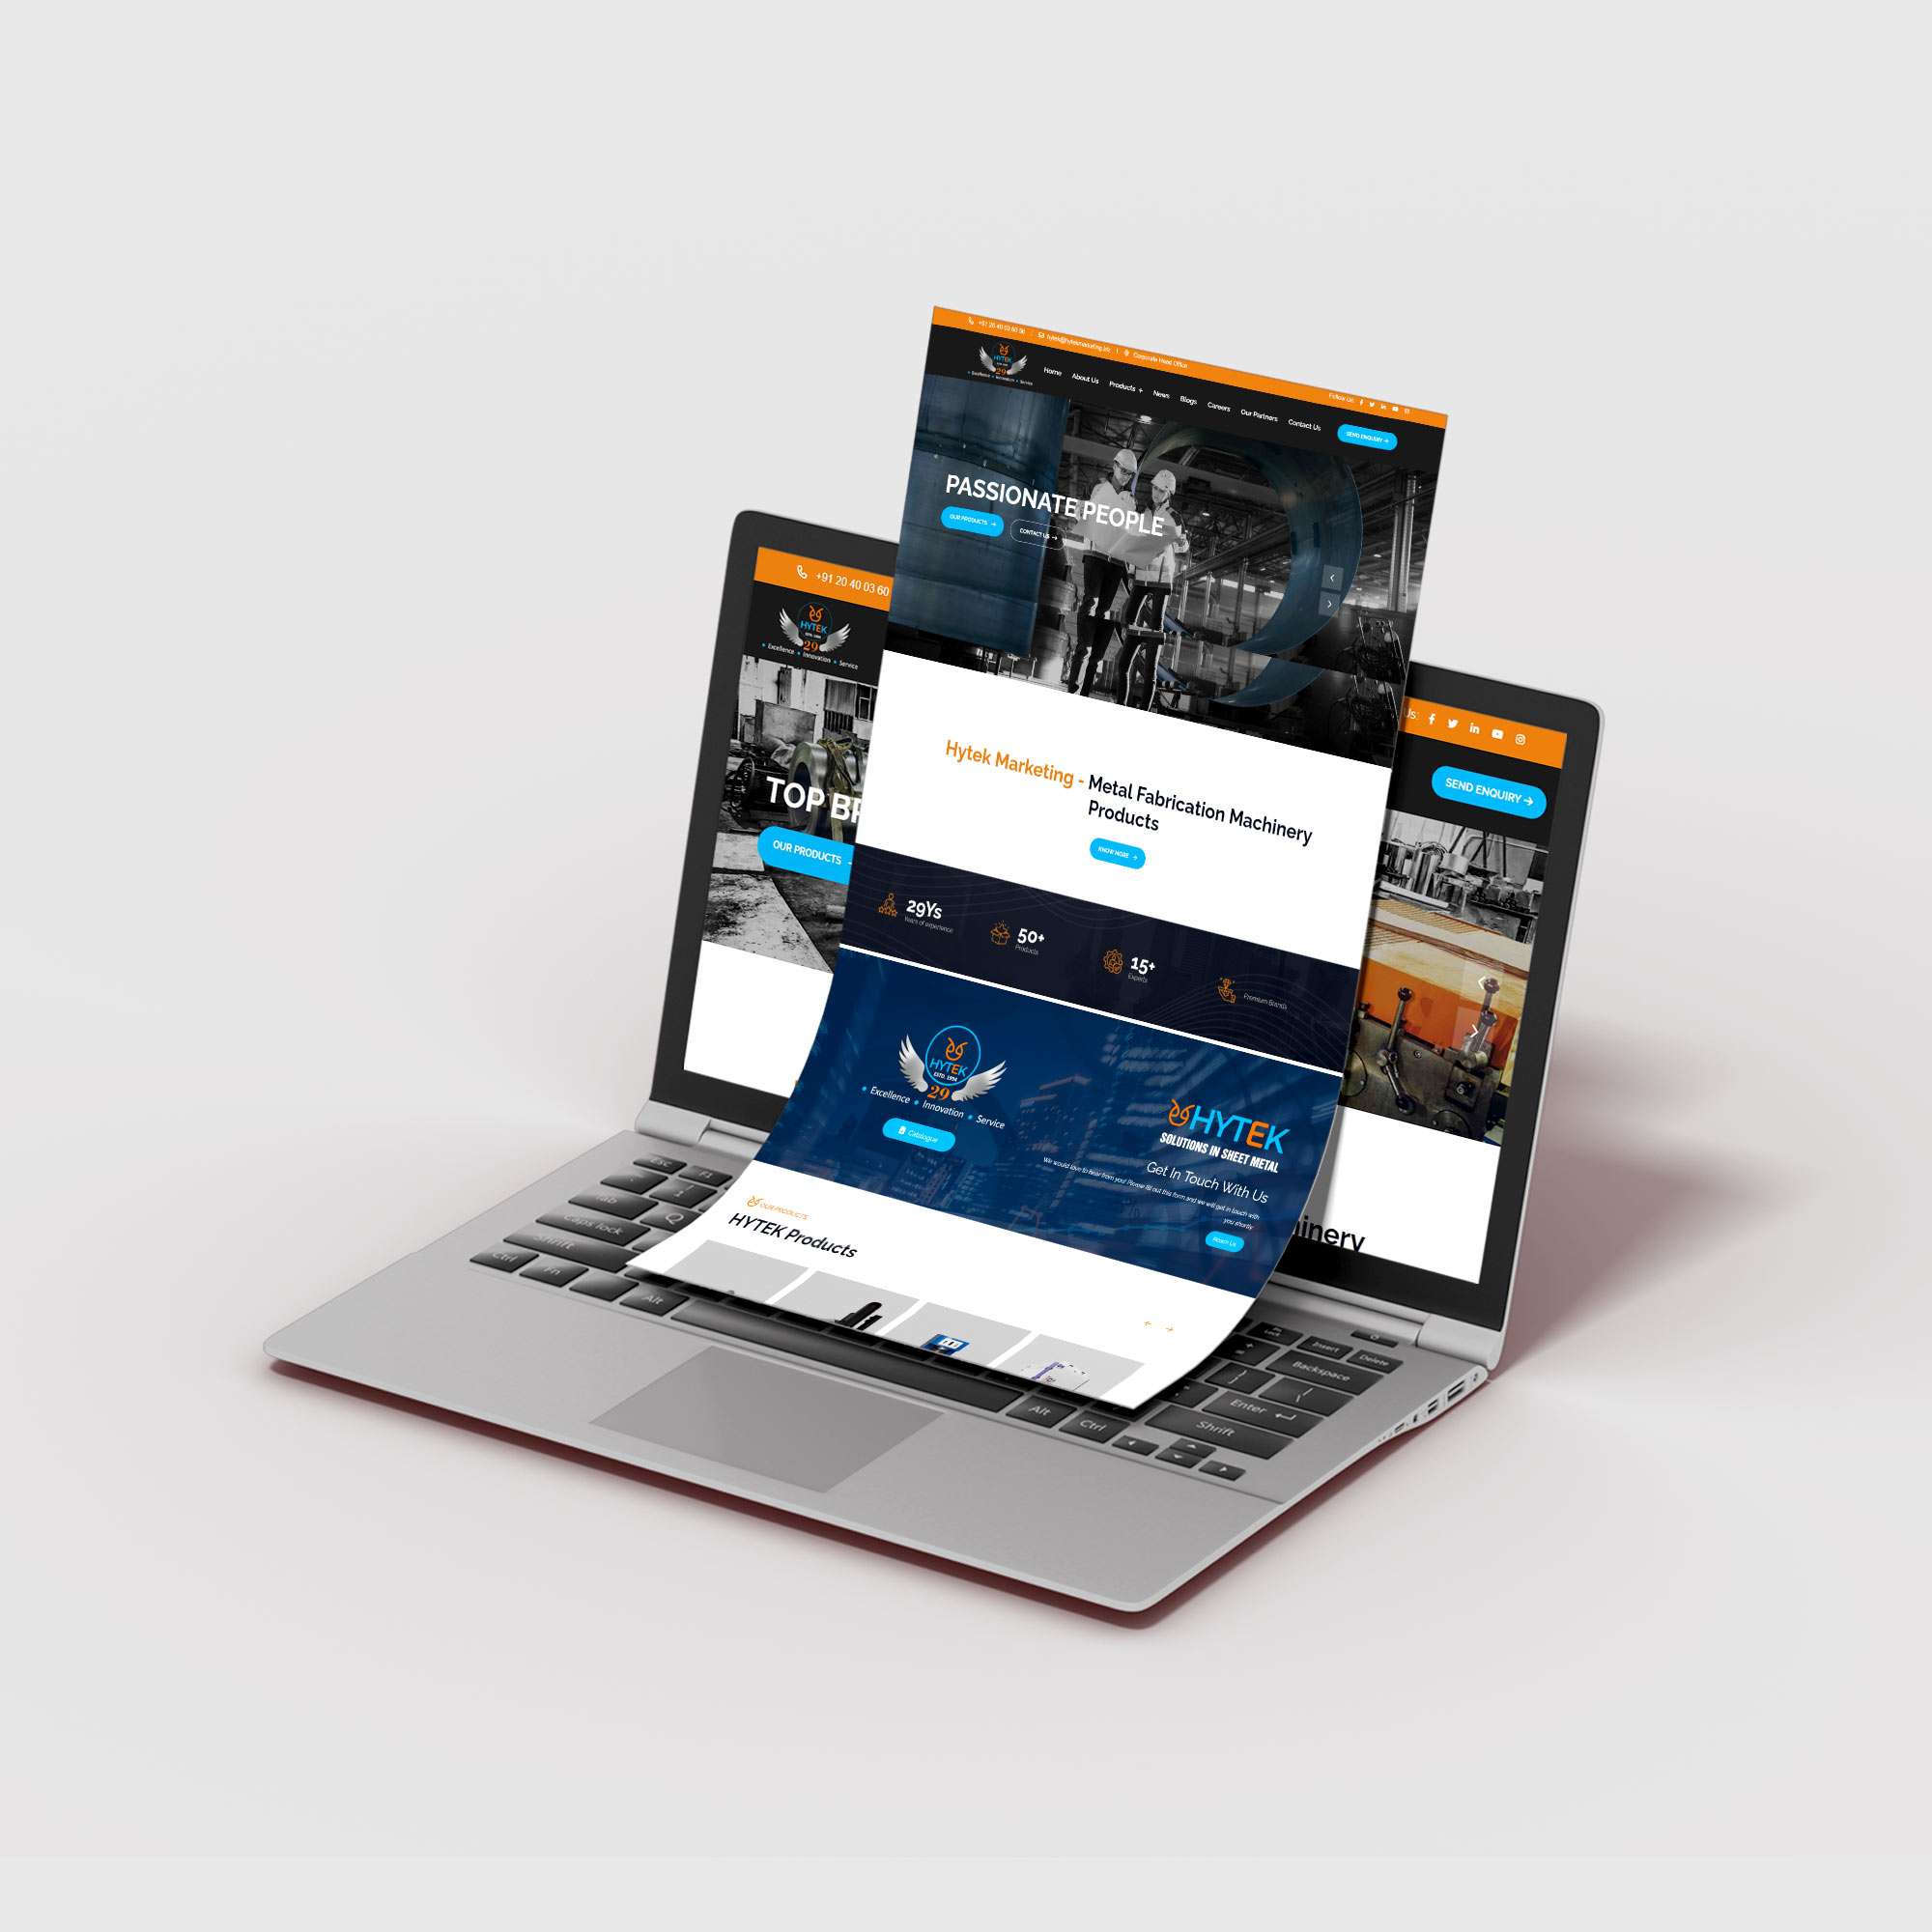 +91 20 40 03 60 96 | hytek@hytekmarketing.biz | Corporate Head Office
Follow Us:
HYTEK
29
Excellence Innovation Service
Home About Us Products + News Blogs Careers Our Partners Contact Us
SEND ENQUIRY
PASSIONATE PEOPLE
OUR PRODUCTS
CONTACT US
Hytek Marketing - Metal Fabrication Machinery
Products
KNOW MORE
29Ys
Years of experience
50+
Products
15+
Experts
Premium Brands
HYTEK
ESTD. 1994
29
Excellence Innovation Service
Catalogue
HYTEK
SOLUTIONS IN SHEET METAL
Get In Touch With Us
We would love to hear from you! Please fill out this form and we will get in touch with
you shortly.
Reach Us
OUR PRODUCTS
HYTEK Products
+91 20 40 03 60
HYTEK
ESTD. 1994
29
Excellence Innovation Service
TOP BR
OUR PRODUCTS
Us:
SEND ENQUIRY
hinery
Esc
F1
Tab
Q
Caps lock
Shrift
Ctrl
Fn
Alt
Alt
Ctrl
Insert
Delete
Backspace
Enter
Shrift